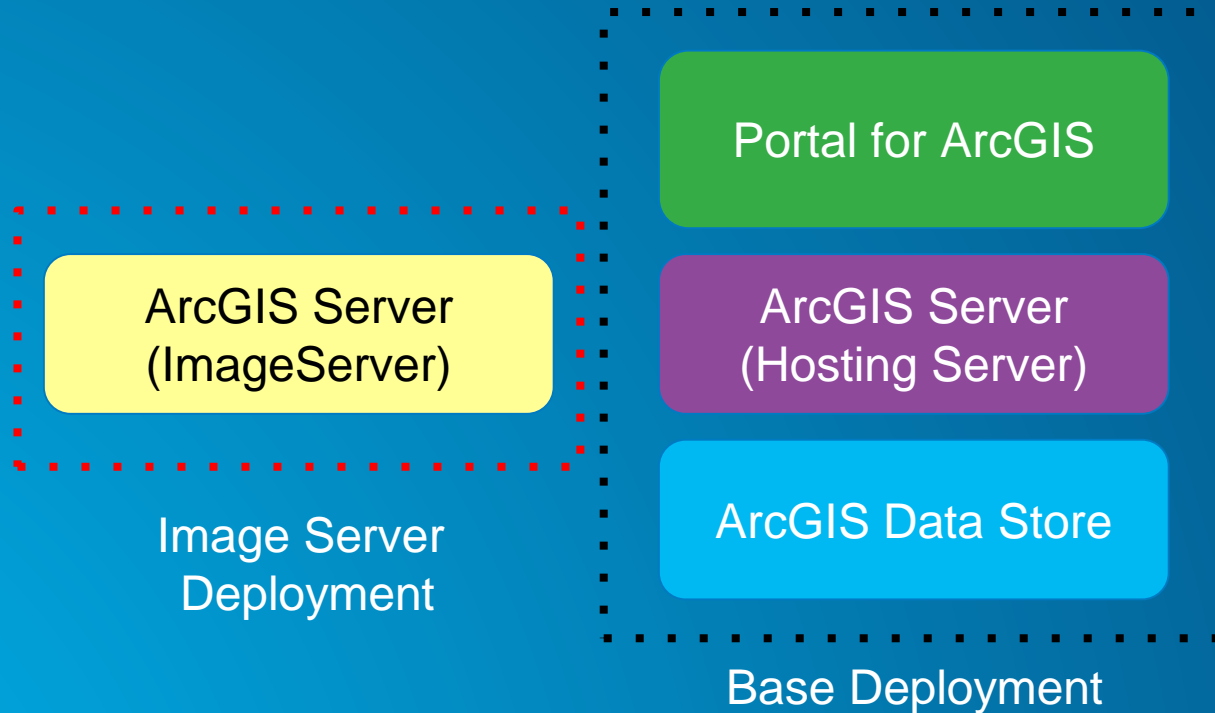 Portal for ArcGIS
ArcGIS Server
(ImageServer)
ArcGIS Server
(Hosting Server)
ArcGIS Data Store
Image Server
Deployment
Base Deployment